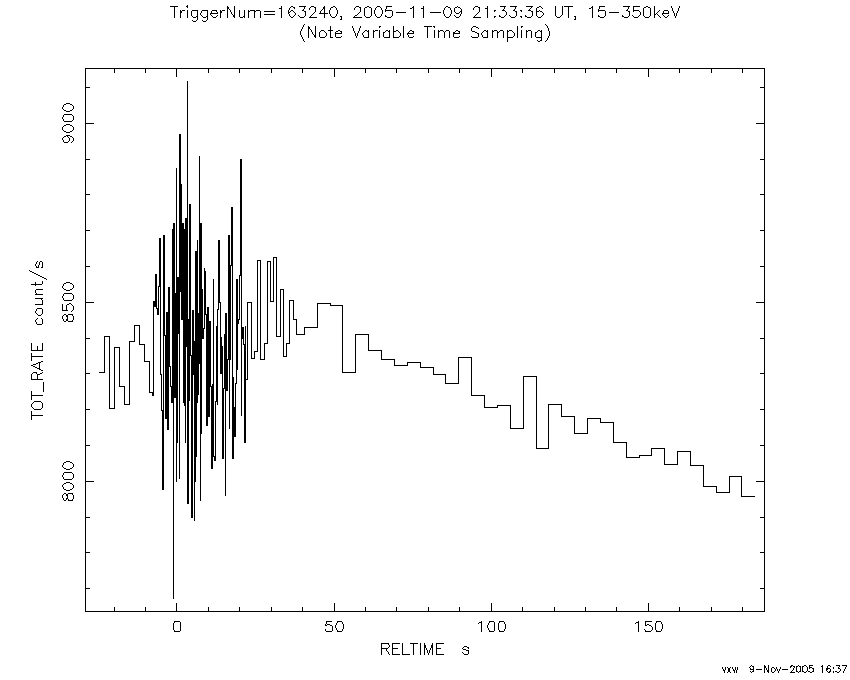 TriggerNum=163240, 2005-11-09 21:33:36 UT, 15-350keV
(Note Variable Time Sampling)
TOT_RATE count/s
9000
8500
8000
0 50 100 150
RELTIME s
vxw 9-Nov-2005 16:37